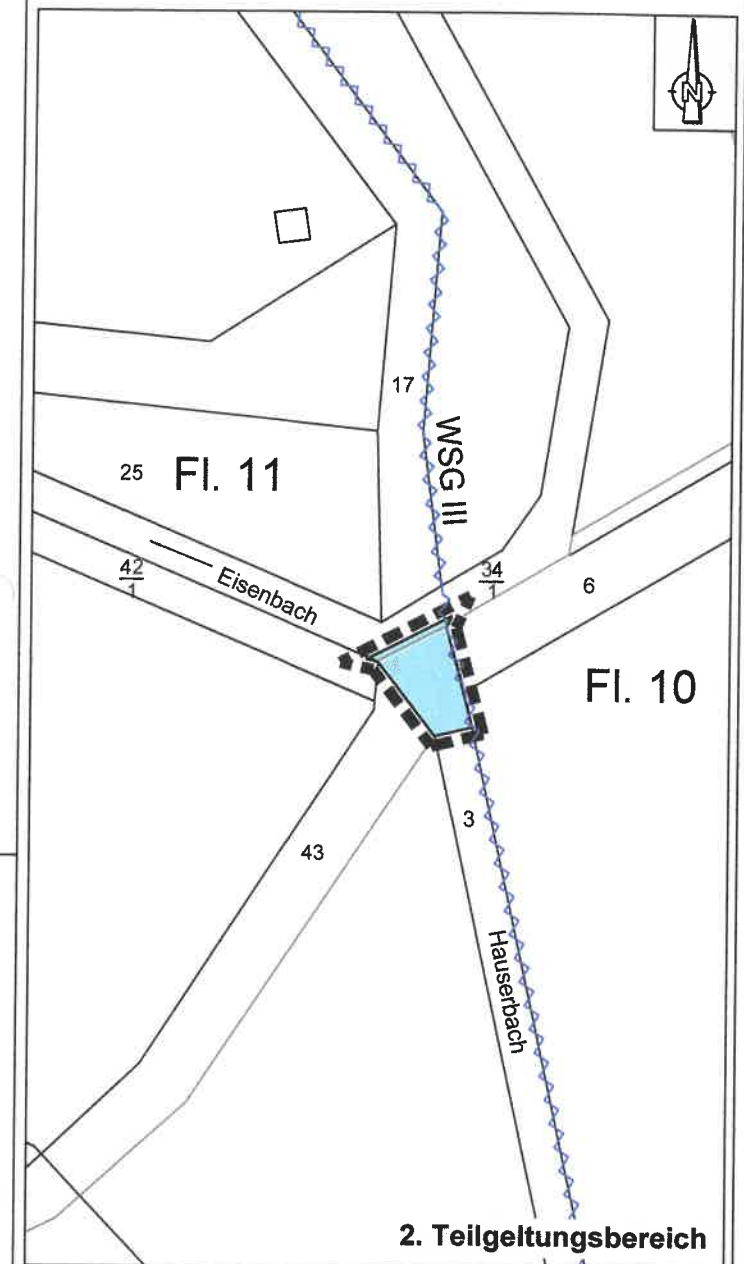 N
17
WSG III
25
Fl. 11
42
1
Eisenbach
34
1
6
Fl. 10
3
43
Hauserbach
2. Teilgeltungsbereich